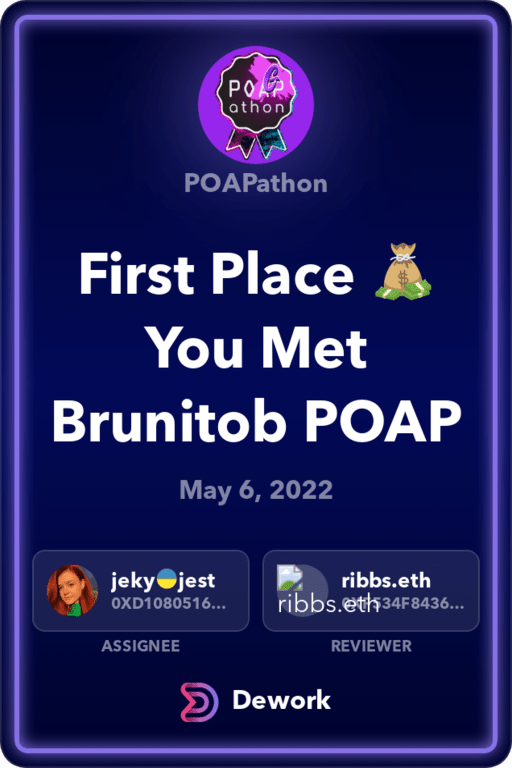 POAP
athon
POAPathon
First Place 💰
You Met
Brunitob POAP
May 6, 2022
jeky🇺🇦jest
0XD1080516...
ribbs.eth
ribbs.eth
ASSIGNEE
REVIEWER
Dework